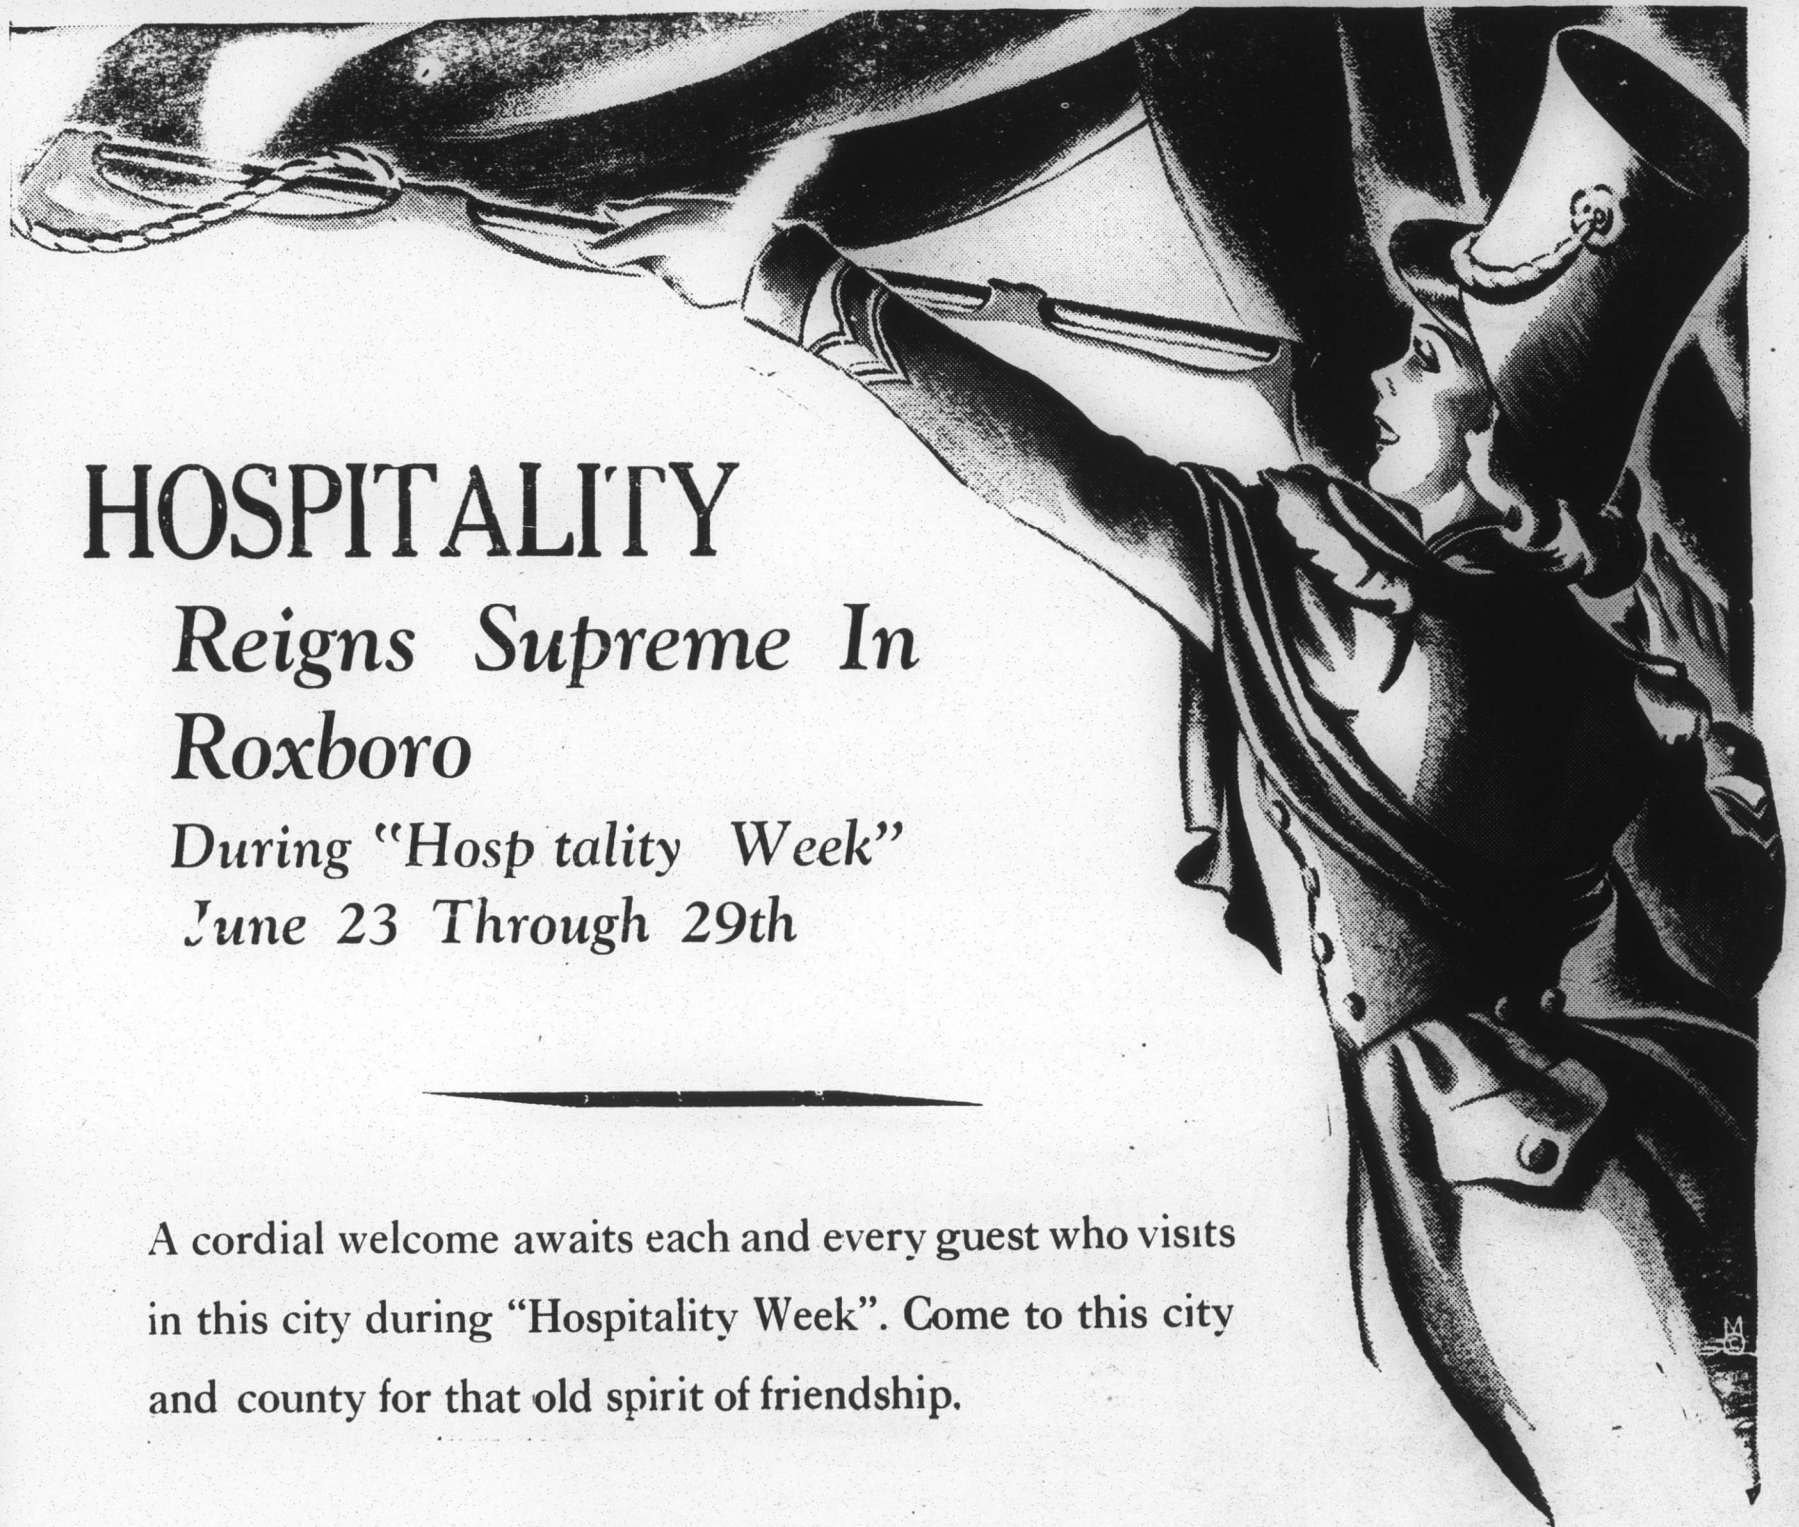 HOSPITALITY
Reigns Supreme In
Roxboro
During "Hosp tality Week"
June 23 Through 29th
A cordial welcome awaits each and every guest who visits
in this city during "Hospitality Week". Come to this city
and county for that old spirit of friendship.